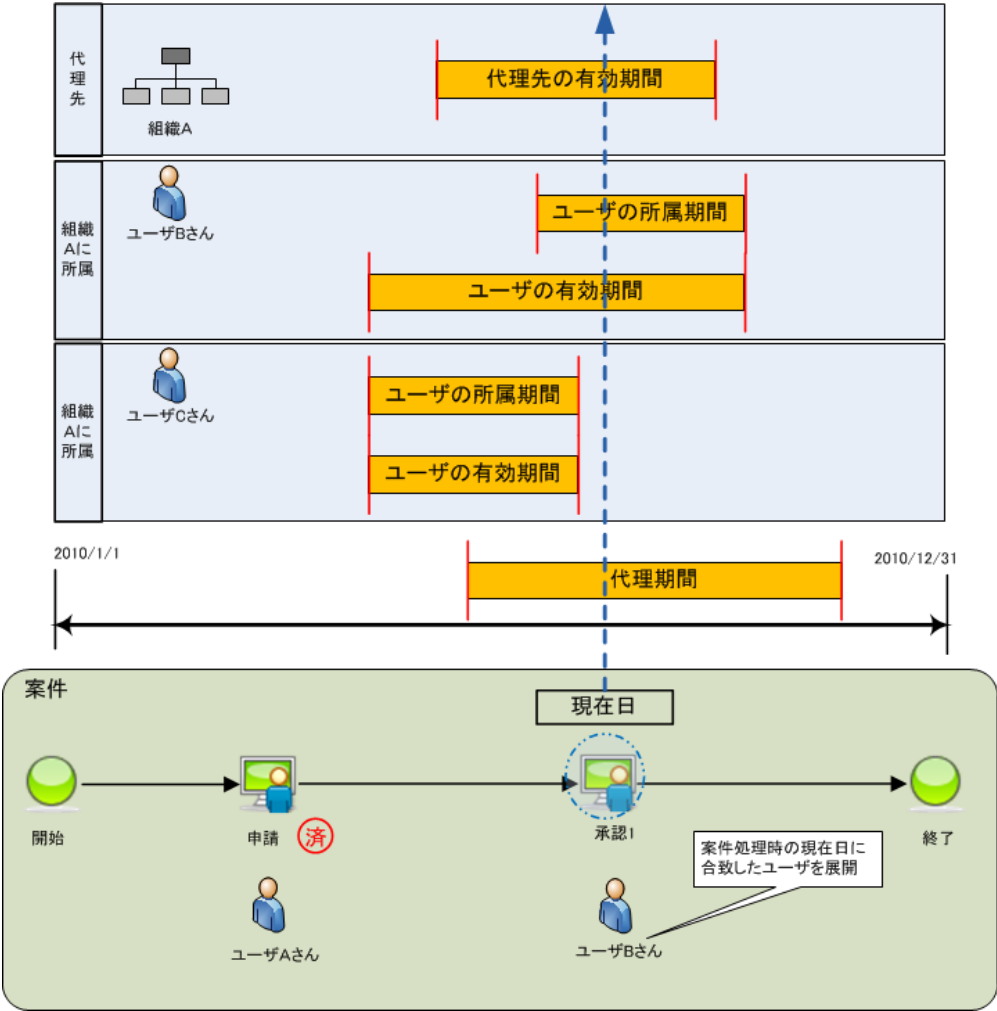 代
理
先
組織A
代理先の有効期間
組織
Aに
所属
ユーザBさん
ユーザの所属期間
ユーザの有効期間
組織
Aに
所属
ユーザCさん
ユーザの所属期間
ユーザの有効期間
2010/1/1
2010/12/31
代理期間
案件
現在日
開始
申請
済
承認1
終了
案件処理時の現在日に
合致したユーザを展開
ユーザAさん
ユーザBさん